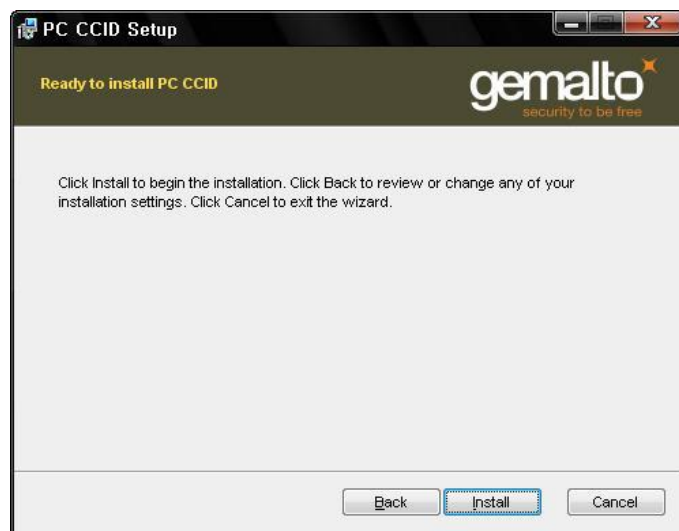 PC CCID Setup
Ready to install PC CCID
gemalto
security to be free
Click Install to begin the installation. Click Back to review or change any of your
installation settings. Click Cancel to exit the wizard.
Back
Install
Cancel